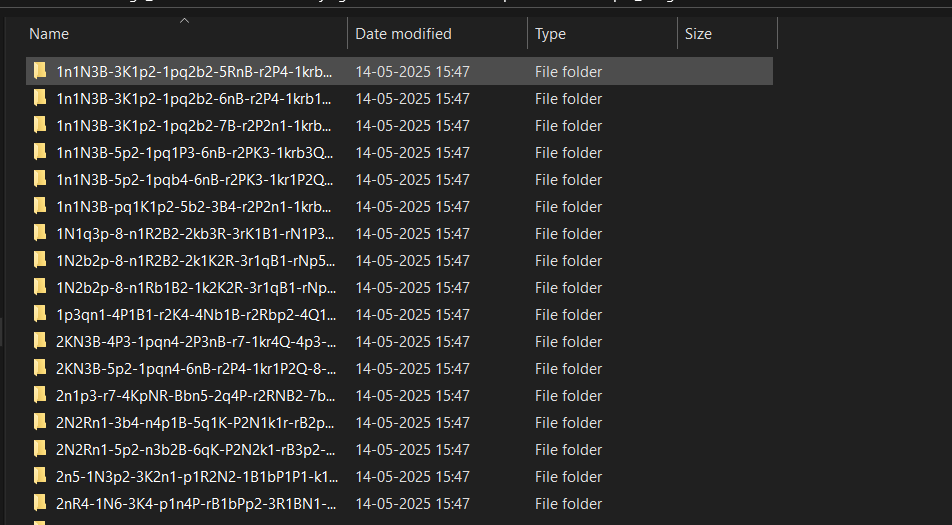 Name Date modified Type Size
1n1N3B-3K1p2-1pq2b2-5RnB-r2P4-1krb... 14-05-2025 15:47 File folder
1n1N3B-3K1p2-1pq2b2-6nB-r2P4-1krb1... 14-05-2025 15:47 File folder
1n1N3B-3K1p2-1pq2b2-7B-r2P2n1-1krb... 14-05-2025 15:47 File folder
1n1N3B-5p2-1pq1P3-6nB-r2PK3-1krb3Q... 14-05-2025 15:47 File folder
1n1N3B-5p2-1pqb4-6nB-r2PK3-1kr1P2Q... 14-05-2025 15:47 File folder
1n1N3B-pq1K1p2-5b2-3B4-r2P2n1-1krb... 14-05-2025 15:47 File folder
1N1q3p-8-n1R2B2-2kb3R-3rK1B1-rN1P3... 14-05-2025 15:47 File folder
1N2b2p-8-n1R2B2-2k1K2R-3r1qB1-rNp5... 14-05-2025 15:47 File folder
1N2b2p-8-n1Rb1B2-1k2K2R-3r1qB1-rNp... 14-05-2025 15:47 File folder
1p3qn1-4P1B1-r2K4-4Nb1B-r2Rbp2-4Q1... 14-05-2025 15:47 File folder
2KN3B-4P3-1pqn4-2P3nB-r7-1kr4Q-4p3-... 14-05-2025 15:47 File folder
2KN3B-5p2-1pqn4-6nB-r2P4-1kr1P2Q-8-... 14-05-2025 15:47 File folder
2n1p3-r7-4KpNR-Bbn5-2q4P-r2RNB2-7b... 14-05-2025 15:47 File folder
2N2Rn1-3b4-n4p1B-5q1K-P2N1k1r-rB2p... 14-05-2025 15:47 File folder
2N2Rn1-5p2-n3b2B-6qK-P2N2k1-rB3p2-... 14-05-2025 15:47 File folder
2n5-1N3p2-3K2n1-p1R2N2-1B1bP1P1-k1... 14-05-2025 15:47 File folder
2nR4-1N6-3K4-p1n4P-rB1bPp2-3R1BN1-... 14-05-2025 15:47 File folder